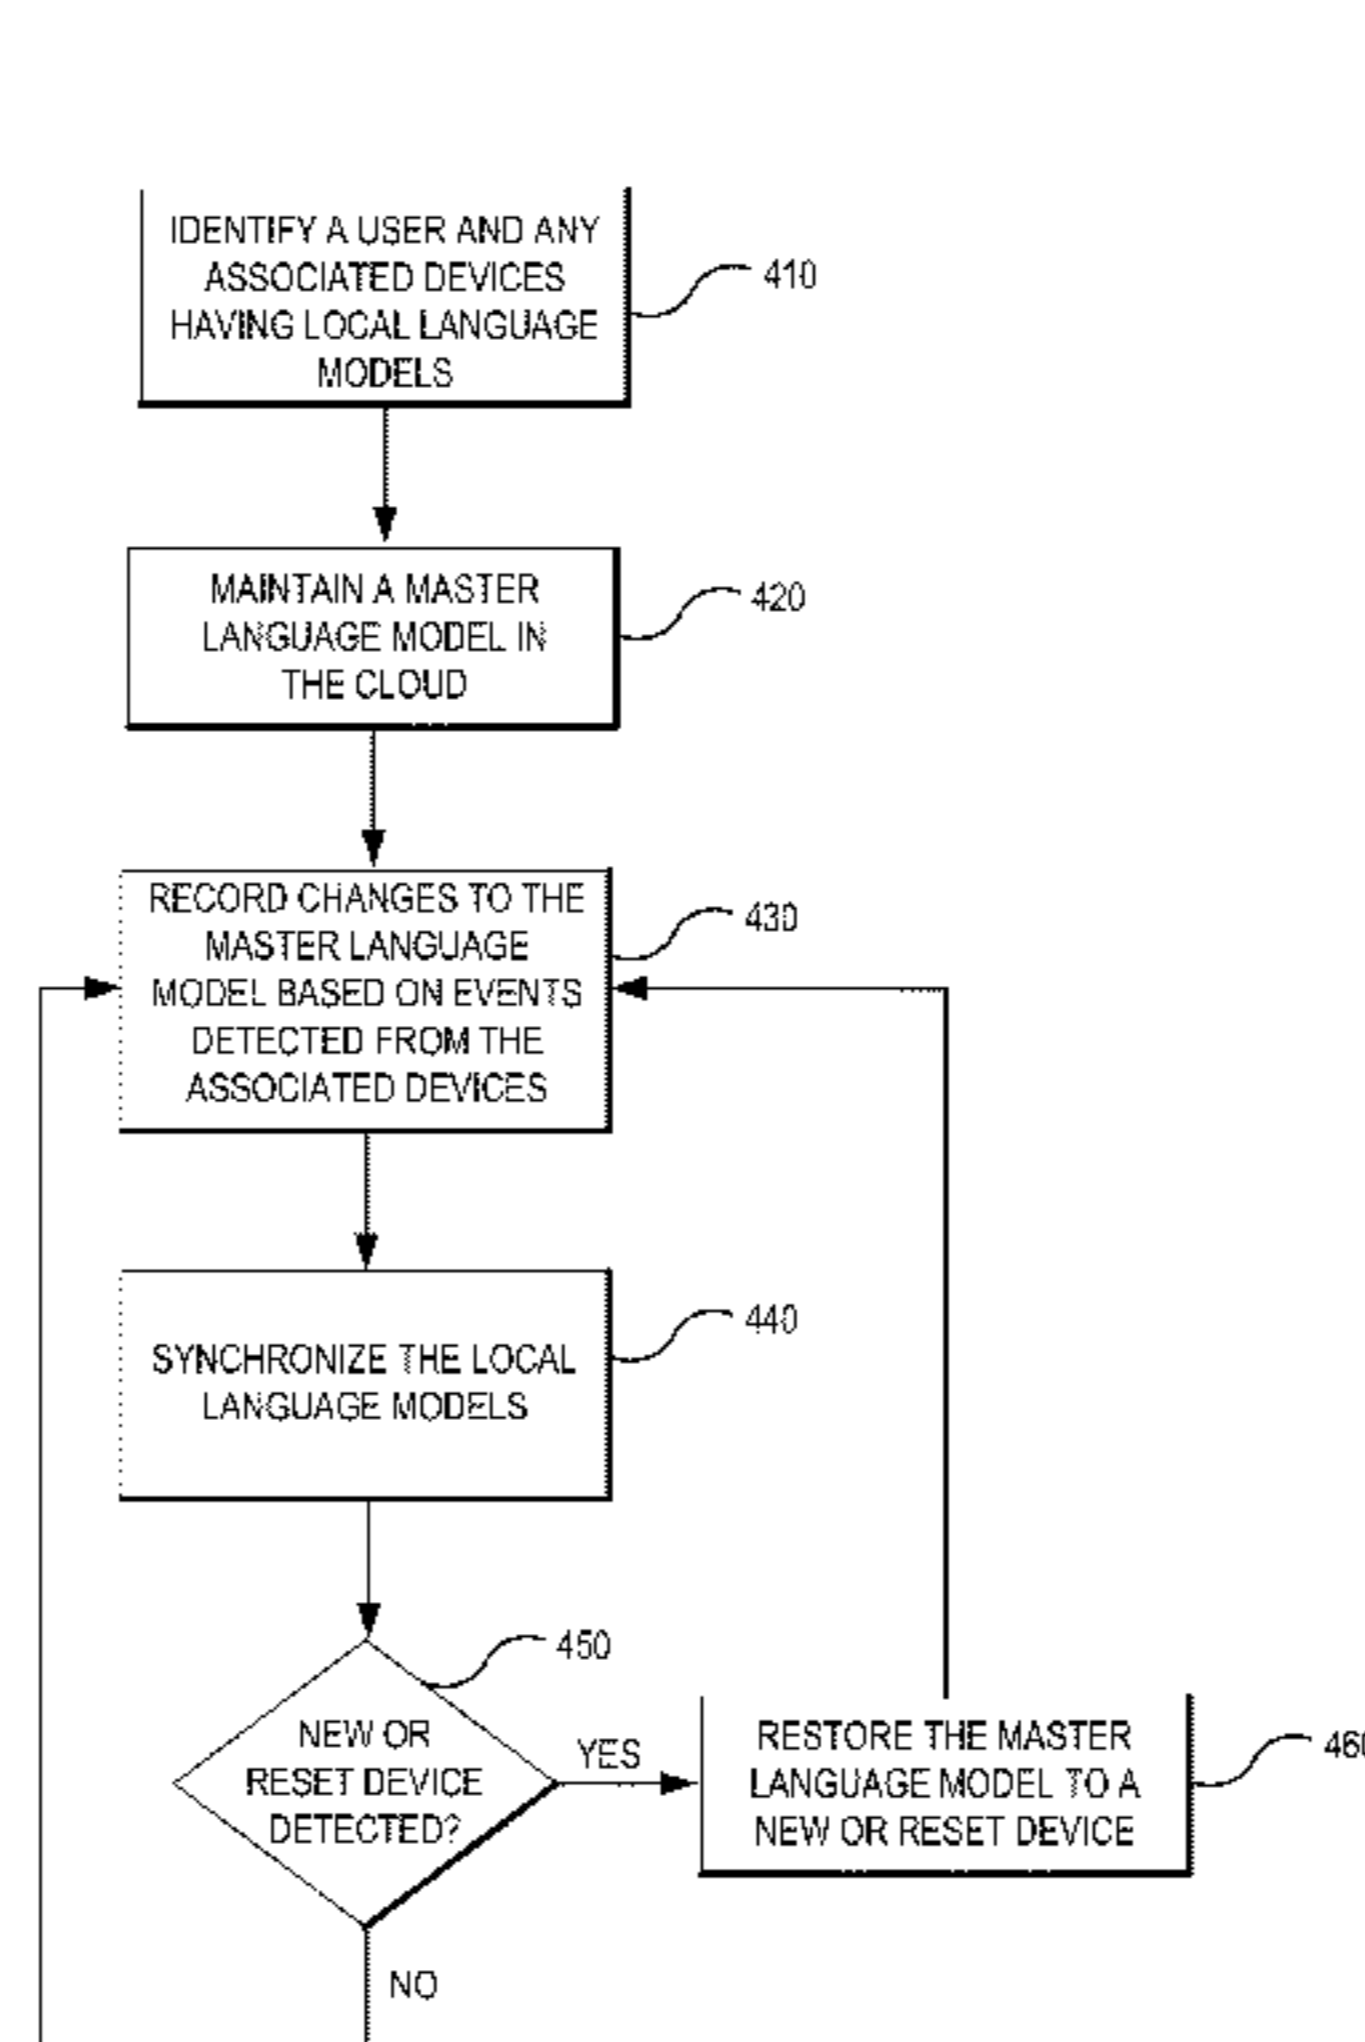 IDENTIFY A USER AND ANY
ASSOCIATED DEVICES
HAVING LOCAL LANGUAGE
MODELS
410
MAINTAIN A MASTER
LANGUAGE MODEL IN
THE CLOUD
420
RECORD CHANGES TO THE
MASTER LANGUAGE
MODEL BASED ON EVENTS
DETECTED FROM THE
ASSOCIATED DEVICES
430
SYNCHRONIZE THE LOCAL
LANGUAGE MODELS
440
450
NEW OR
RESET DEVICE
DETECTED?
YES
RESTORE THE MASTER
LANGUAGE MODEL TO A
NEW OR RESET DEVICE
460
NO